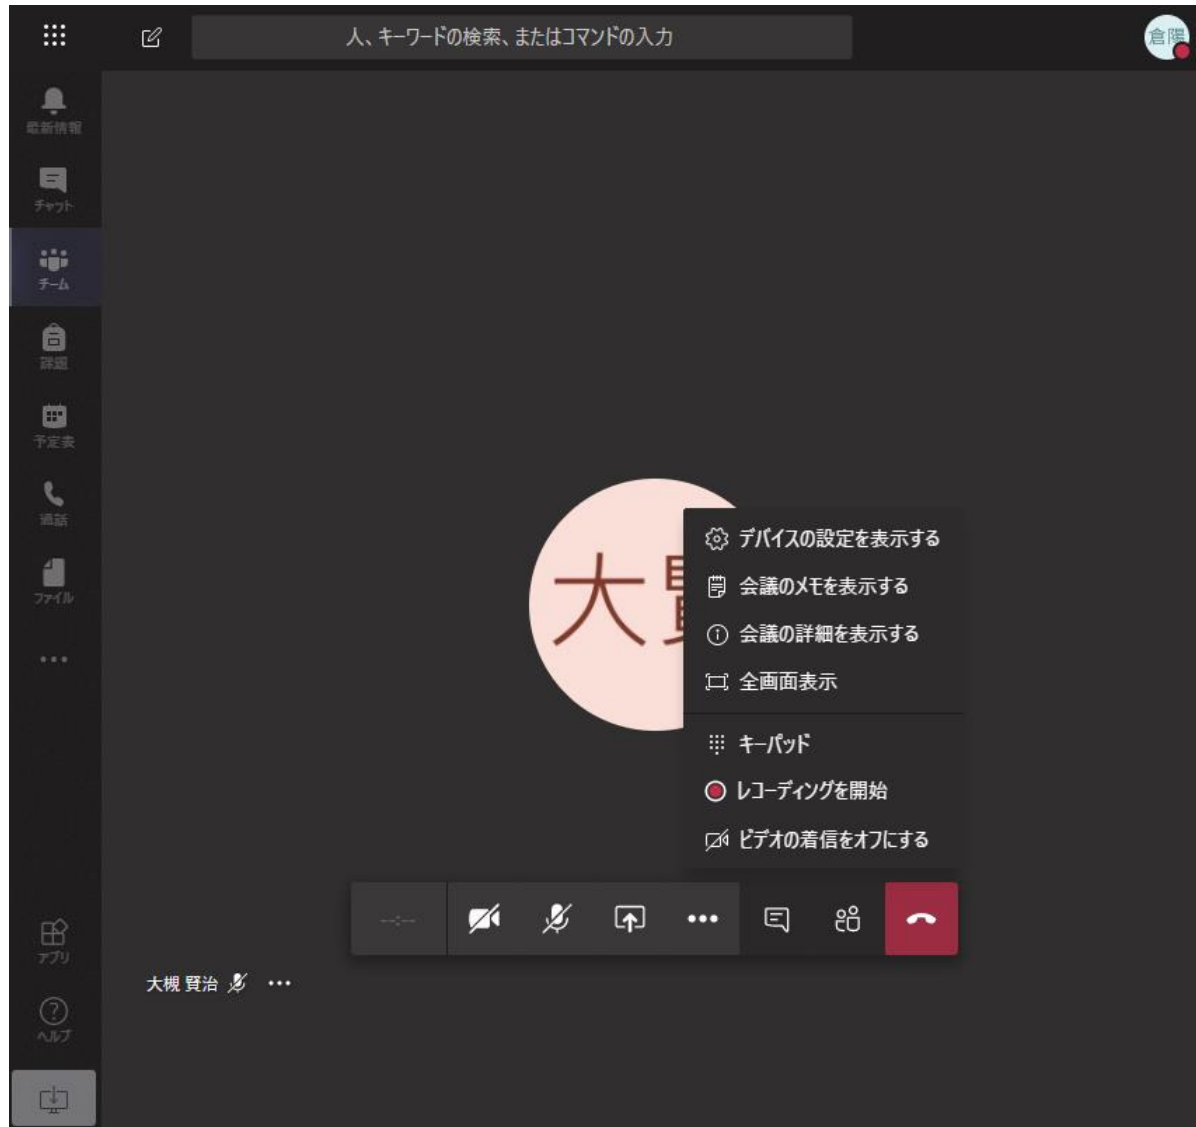 人、キーワードの検索、またはコマンドの入力
倉陽
最新情報
チャット
チーム
課題
予定表
通話
ファイル
大賢
デバイスの設定を表示する
会議のメモを表示する
会議の詳細を表示する
全画面表示
キーパッド
レコーディングを開始
ビデオの着信をオフにする
--:--
アプリ
大槻 賢治
ヘルプ